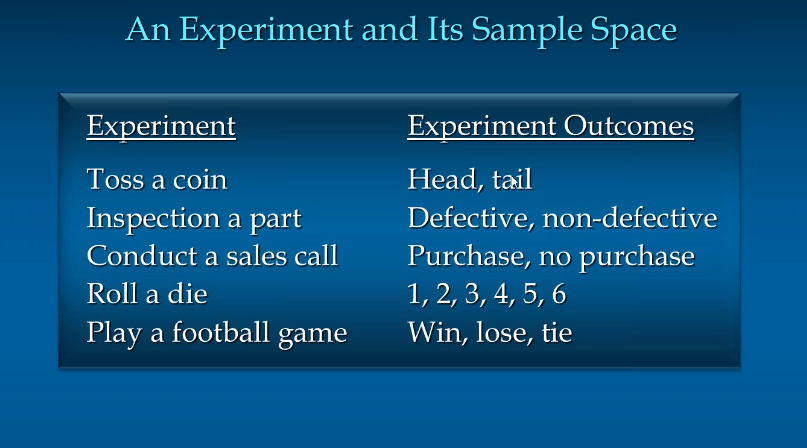 An Experiment and Its Sample Space
Experiment Experiment Outcomes
Toss a coin Head, tail
Inspection a part Defective, non-defective
Conduct a sales call Purchase, no purchase
Roll a die 1, 2, 3, 4, 5, 6
Play a football game Win, lose, tie